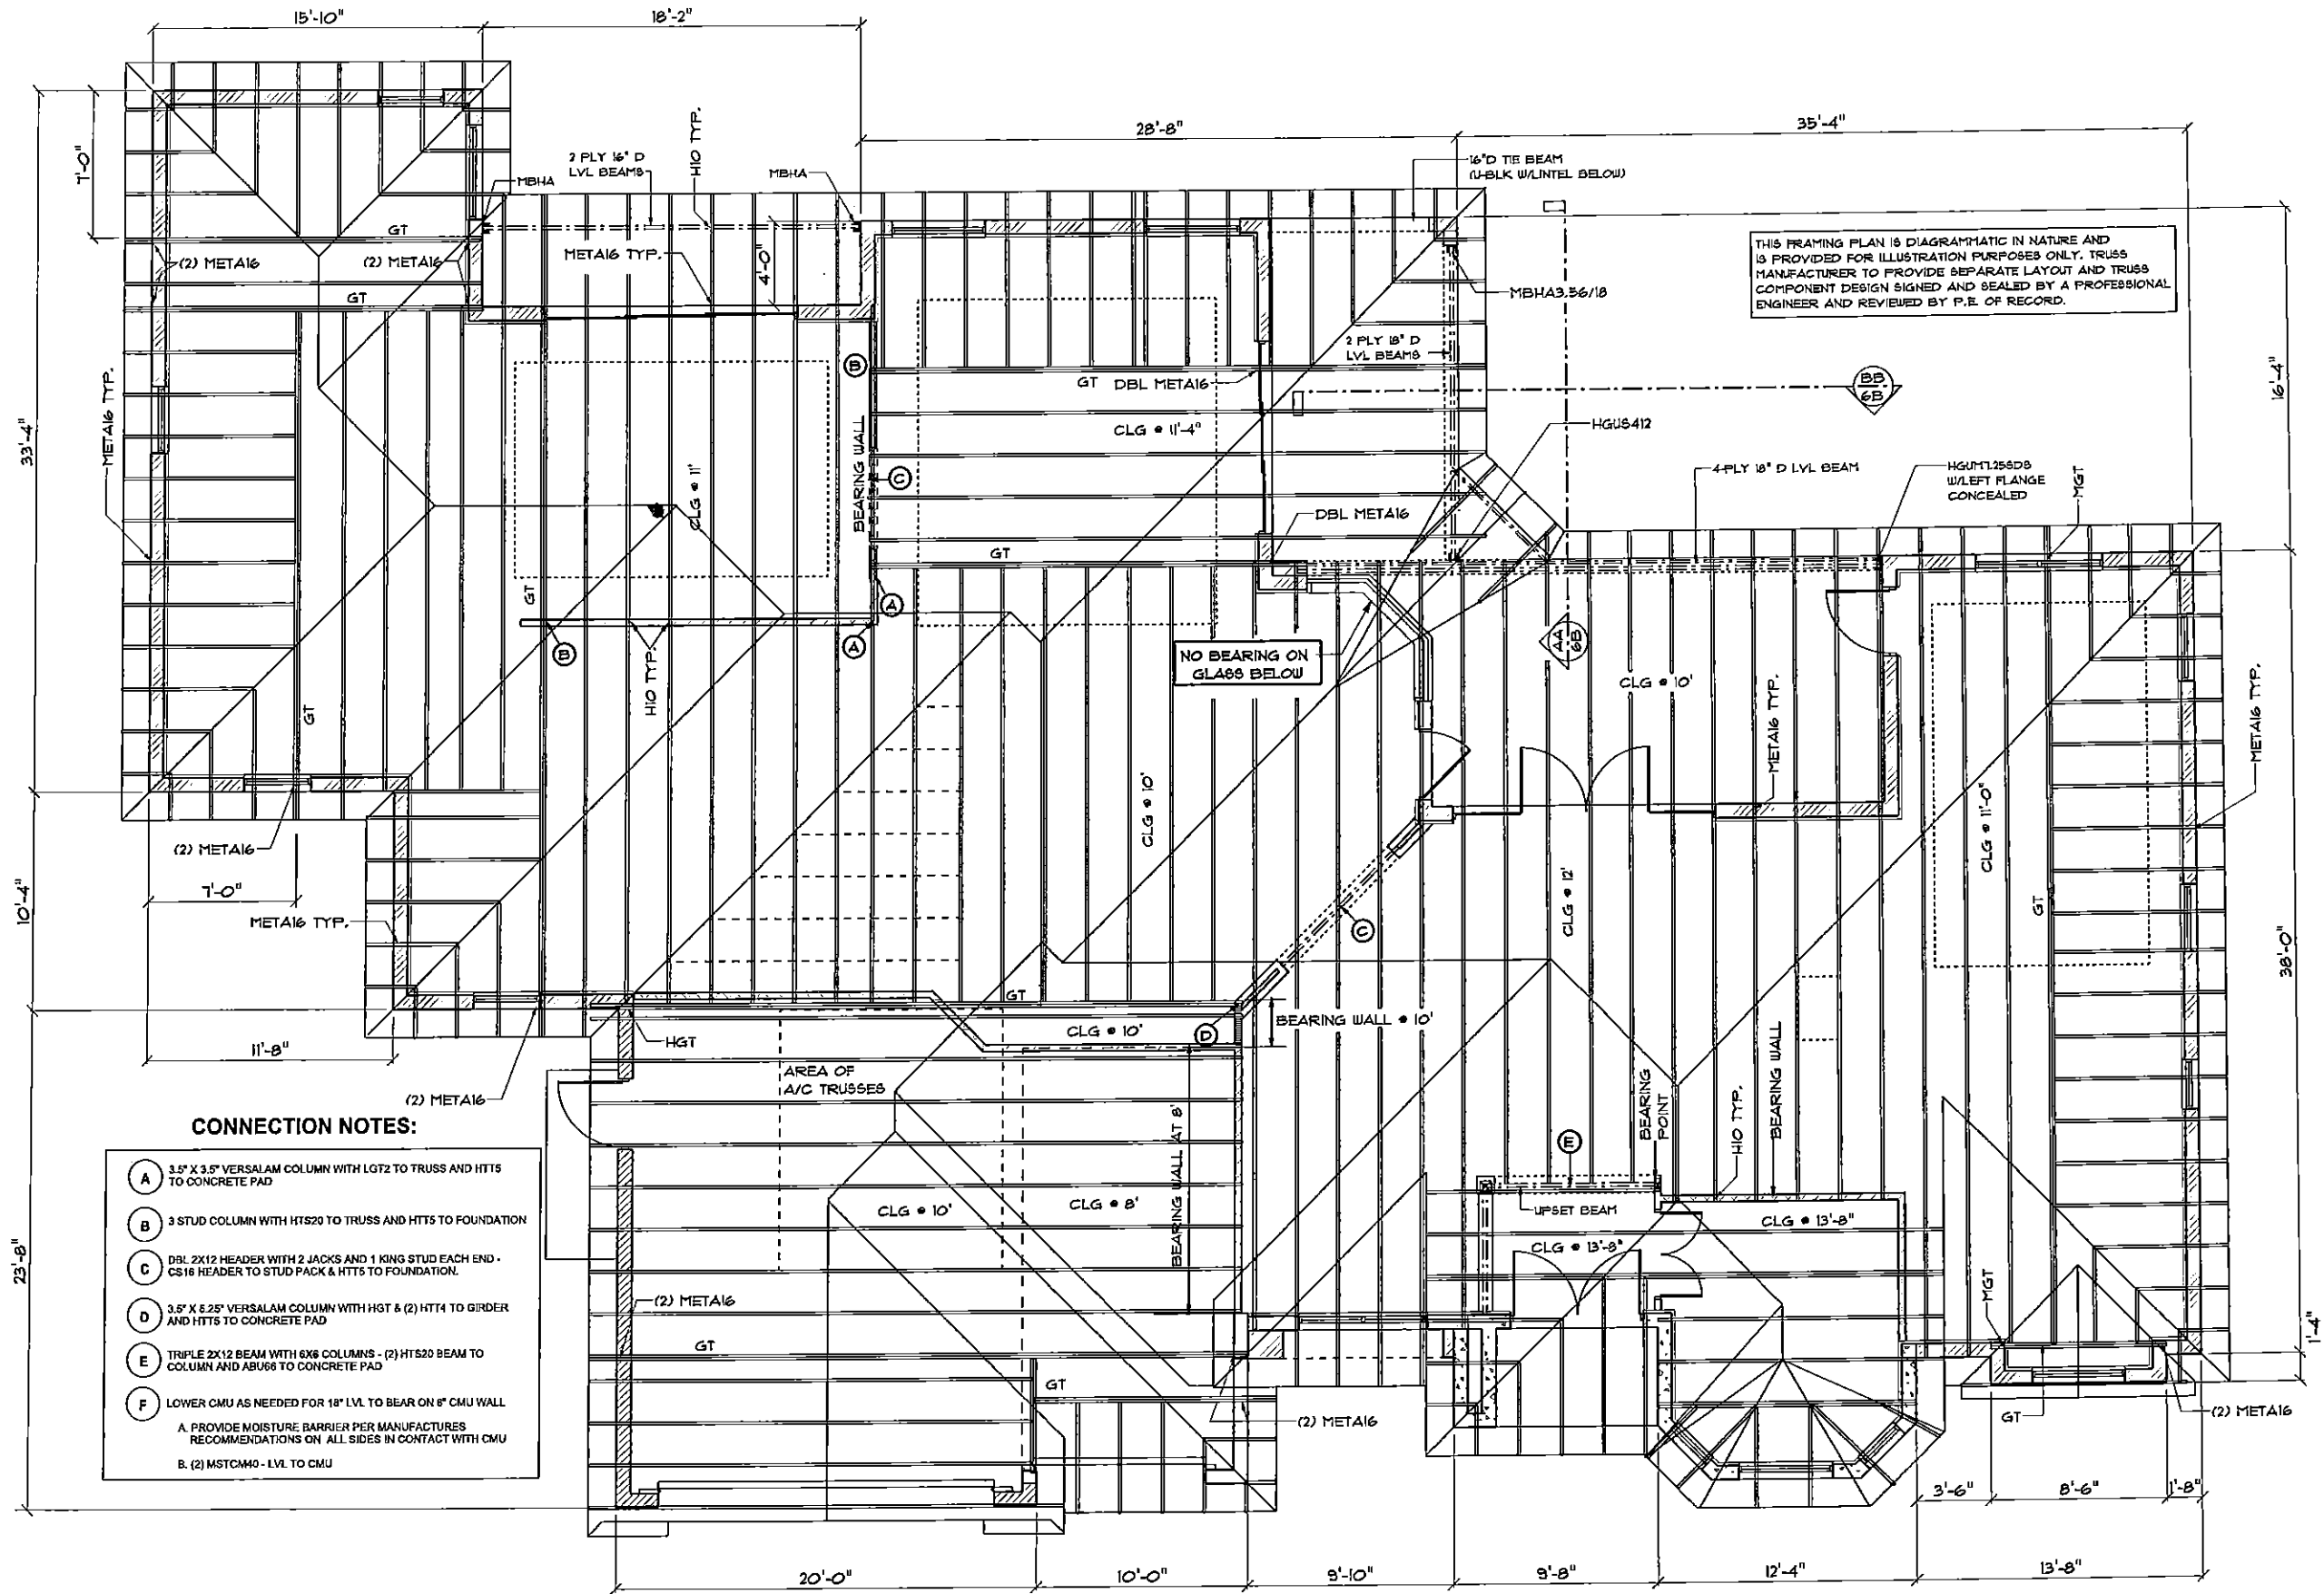 15'-10"
18'-2"
28'-8"
35'-4"
7'-0"
33'-4"
2 PLY 16" D
LVL BEAMS
H10 TYP.
MBHA
MBHA
16"D TIE BEAM
(U-BLK W/LINTEL BELOW)
THIS FRAMING PLAN IS DIAGRAMMATIC IN NATURE AND
IS PROVIDED FOR ILLUSTRATION PURPOSES ONLY. TRUSS
MANUFACTURER TO PROVIDE SEPARATE LAYOUT AND TRUSS
COMPONENT DESIGN SIGNED AND SEALED BY A PROFESSIONAL
ENGINEER AND REVIEWED BY P.E. OF RECORD.
GT
(2) META16
(2) META16
META16 TYP.
4'-0"
GT
MBHA3.56/18
2 PLY 18" D
LVL BEAMS
B
GT
DBL META16
BB
6B
16'-4"
META16 TYP.
CLG @ 11'
BEARING WALL
CLG @ 11'-4"
HGUS412
C
4-PLY 18" D LVL BEAM
HGUM7.25SDS
W/LEFT FLANGE
CONCEALED
MGT
DBL META16
GT
GT
A
A
B
H10 TYP.
NO BEARING ON
GLASS BELOW
AA
6B
CLG @ 10'
META16 TYP.
META16 TYP.
GT
CLG @ 10'
CLG @ 11'-0"
(2) META16
7'-0"
10'-4"
META16 TYP.
CLG @ 12'
C
GT
38'-0"
GT
CLG @ 10'
D
BEARING WALL @ 10'
HGT
11'-8"
AREA OF
A/C TRUSSES
(2) META16
BEARING WALL AT 8'
BEARING
POINT
H10 TYP.
BEARING WALL
E
CLG @ 10'
CLG @ 8'
UPSET BEAM
CLG @ 13'-8"
CLG @ 13'-8"
23'-8"
CONNECTION NOTES:
A 3.5" X 3.5" VERSALAM COLUMN WITH LGT2 TO TRUSS AND HTT5
TO CONCRETE PAD
B 3 STUD COLUMN WITH HTS20 TO TRUSS AND HTT5 TO FOUNDATION
C DBL 2X12 HEADER WITH 2 JACKS AND 1 KING STUD EACH END -
CS16 HEADER TO STUD PACK & HTT5 TO FOUNDATION.
D 3.5" X 5.25" VERSALAM COLUMN WITH HGT & (2) HTT4 TO GIRDER
AND HTT5 TO CONCRETE PAD
E TRIPLE 2X12 BEAM WITH 6X6 COLUMNS - (2) HTS20 BEAM TO
COLUMN AND ABU66 TO CONCRETE PAD
F LOWER CMU AS NEEDED FOR 18" LVL TO BEAR ON 8" CMU WALL
A. PROVIDE MOISTURE BARRIER PER MANUFACTURES
RECOMMENDATIONS ON ALL SIDES IN CONTACT WITH CMU
B. (2) MSTCM40 - LVL TO CMU
(2) META16
GT
GT
(2) META16
MGT
1'-4"
GT
(2) META16
3'-6"
8'-6"
1'-8"
20'-0"
10'-0"
9'-10"
9'-8"
12'-4"
13'-8"